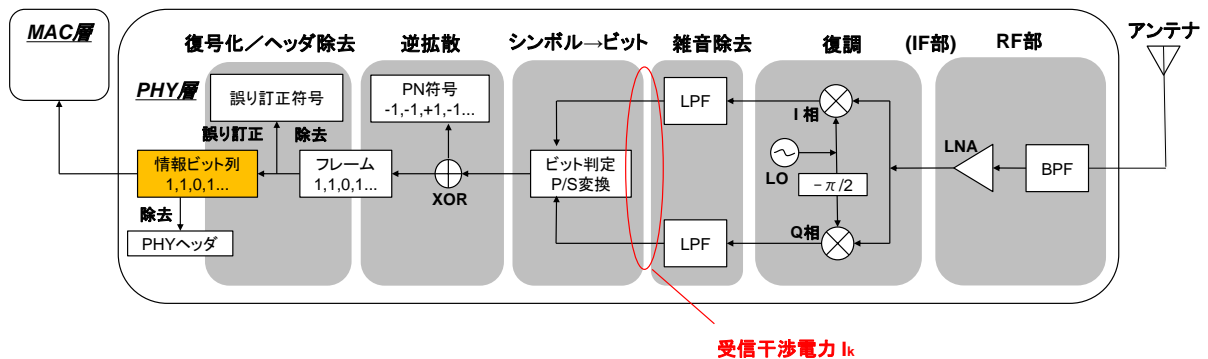 MAC層
復号化／ヘッダ除去
逆拡散
シンボル→ビット
雑音除去
復調
(IF部)
RF部
アンテナ
PHY層
誤り訂正符号
PN符号
-1,-1,+1,-1...
LPF
I 相
誤り訂正
除去
LNA
情報ビット列
1,1,0,1...
フレーム
1,1,0,1...
XOR
ビット判定
P/S変換
LO
－π/2
BPF
除去
PHYヘッダ
LPF
Q相
受信干渉電力 Ik